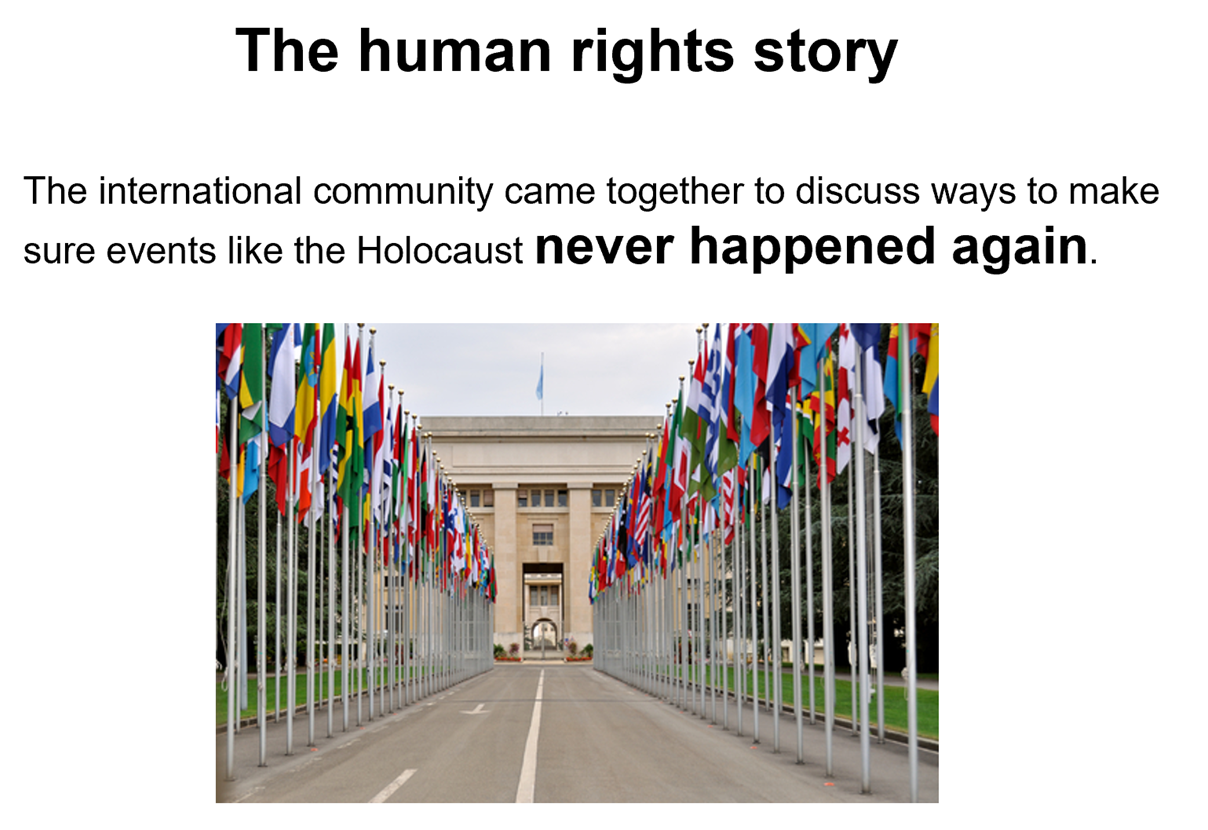 The human rights story
The international community came together to discuss ways to make
sure events like the Holocaust never happened again.